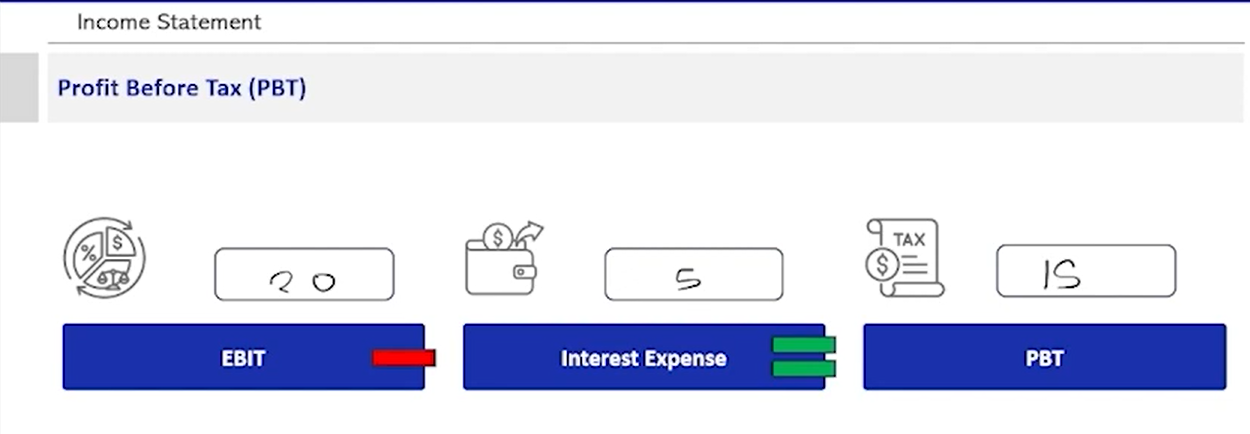 Income Statement
Profit Before Tax (PBT)
% $
$
TAX
$
20
5
15
EBIT
Interest Expense
PBT